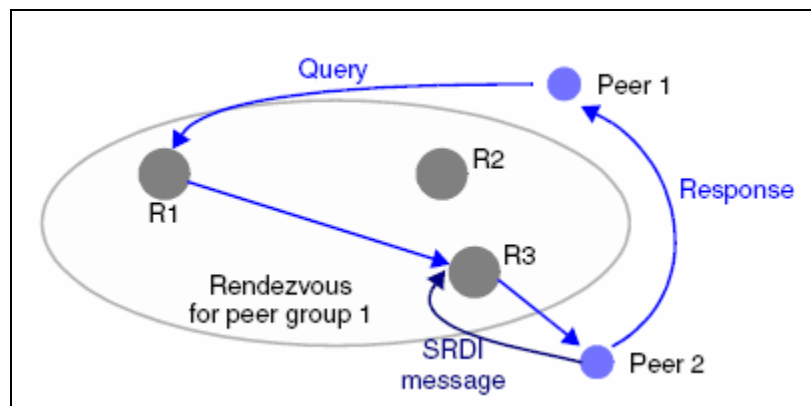 Query
Peer 1
R1
R2
Response
R3
Rendezvous
for peer group 1
SRDI
message
Peer 2